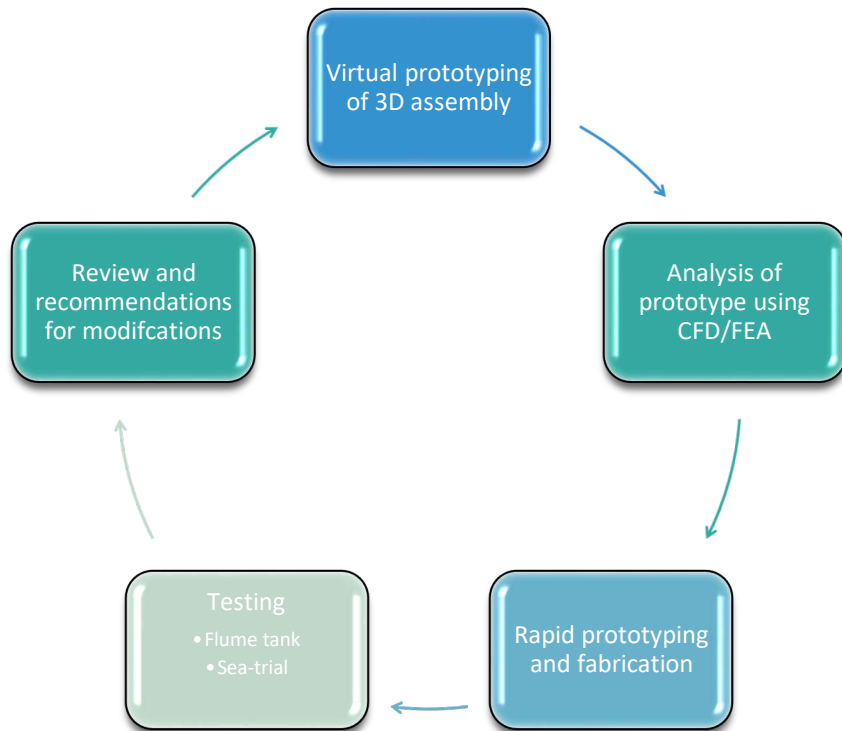 Virtual prototyping
of 3D assembly
Analysis of
prototype using
CFD/FEA
Rapid prototyping
and fabrication
Testing
• Flume tank
• Sea-trial
Review and
recommendations
for modifcations